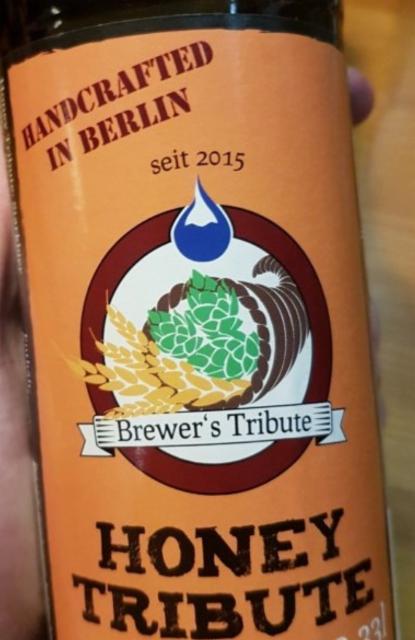 HANDCRAFTED
IN BERLIN
seit 2015
Brewer's Tribute
HONEY
TRIBUTE